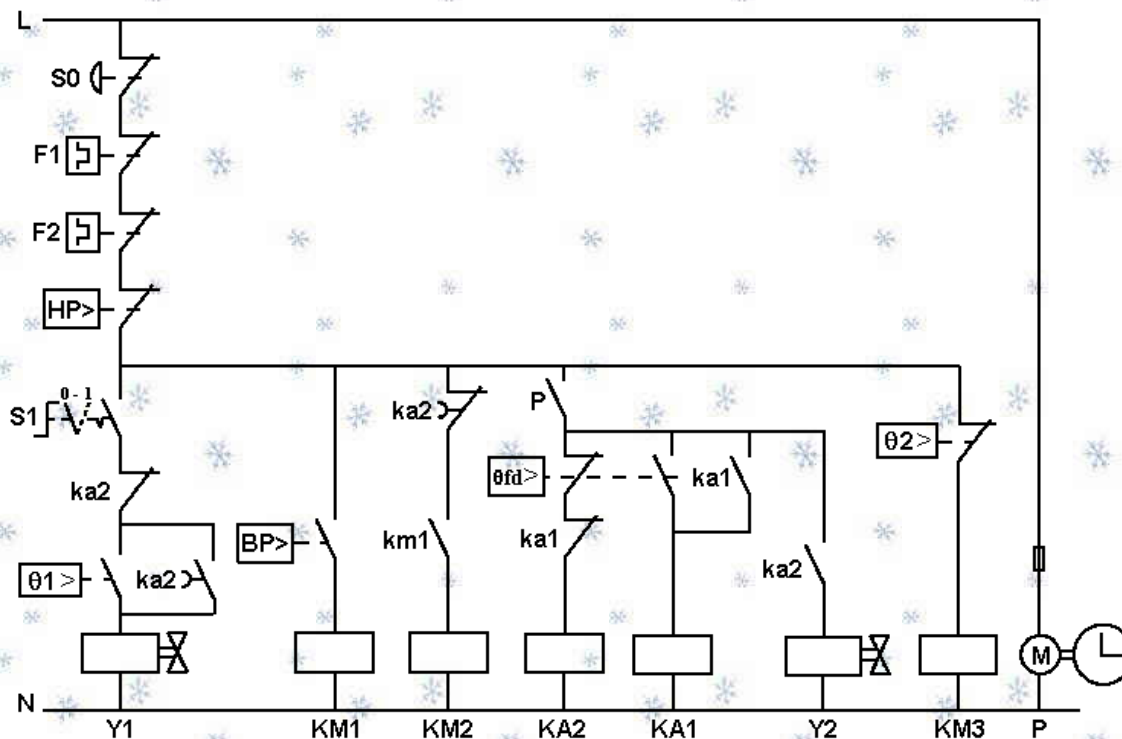 L
S0
F1
F2
HP>
0 - 1
S1
ka2
P
θ2>
θfd>
ka1
ka2
BP>
km1
ka1
ka2
θ1>
ka2
M
N
Y1 KM1 KM2 KA2 KA1 Y2 KM3 P